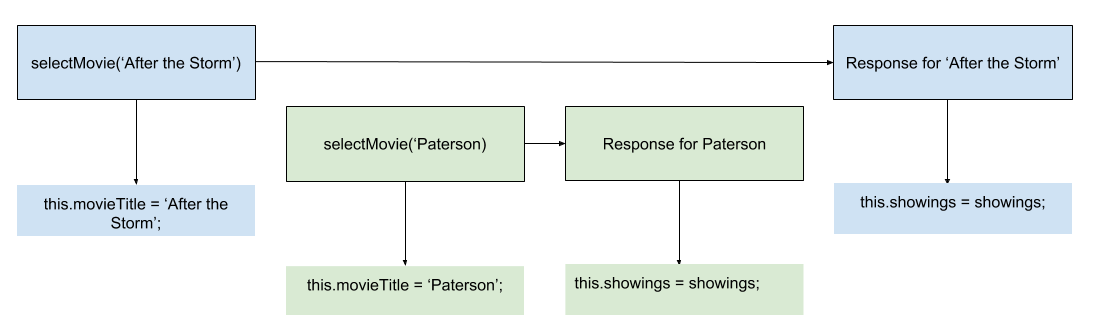 selectMovie(‘After the Storm’)
Response for ‘After the Storm’
selectMovie(‘Paterson)
Response for Paterson
this.movieTitle = ‘After the
Storm’;
this.showings = showings;
this.movieTitle = ‘Paterson’;
this.showings = showings;